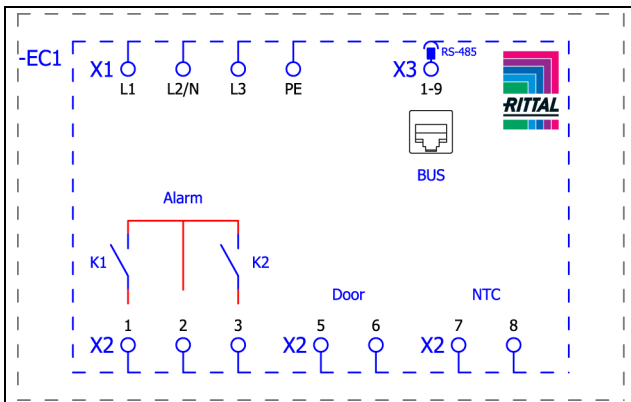 -EC1
X1
L1
L2/N
L3
PE
X3
RS-485
1-9
RITTAL
BUS
Alarm
K1
K2
Door
NTC
X2
1
2
3
X2
5
6
X2
7
8